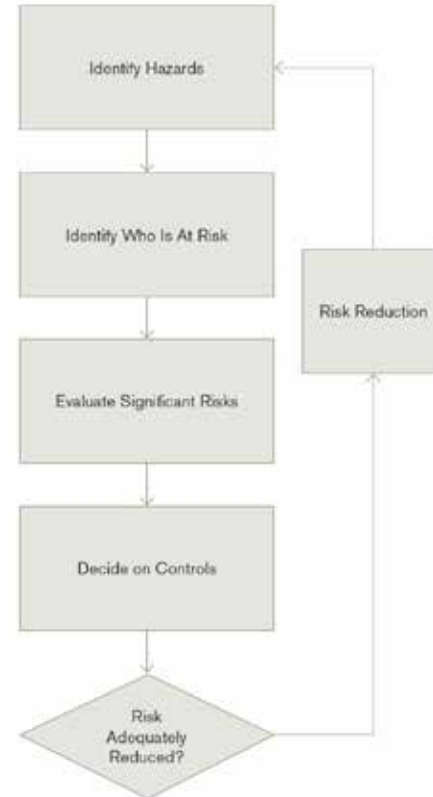 Identify Hazards
Identify Who Is At Risk
Risk Reduction
Evaluate Significant Risks
Decide on Controls
Risk
Adequately
Reduced?